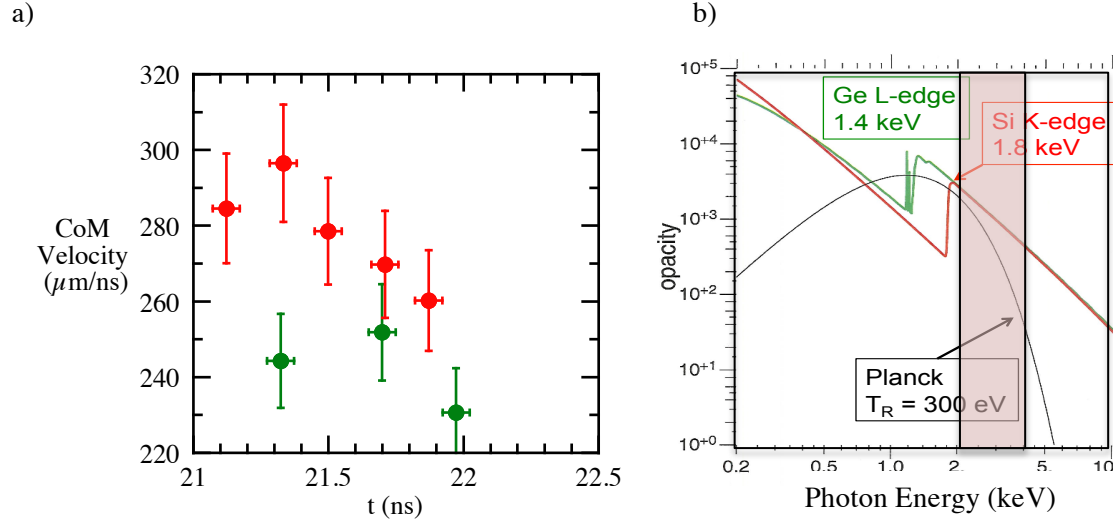 a)
320
300
280
260
240
220
CoM
Velocity
(µm/ns)
21
21.5
22
22.5
t (ns)
b)
10+5
10+4
10+3
10+2
10+1
10+0
opacity
Ge L-edge
1.4 keV
Si K-edge
1.8 keV
Planck
T_R = 300 eV
0.2
0.5
1.0
2.
5.
10
Photon Energy (keV)